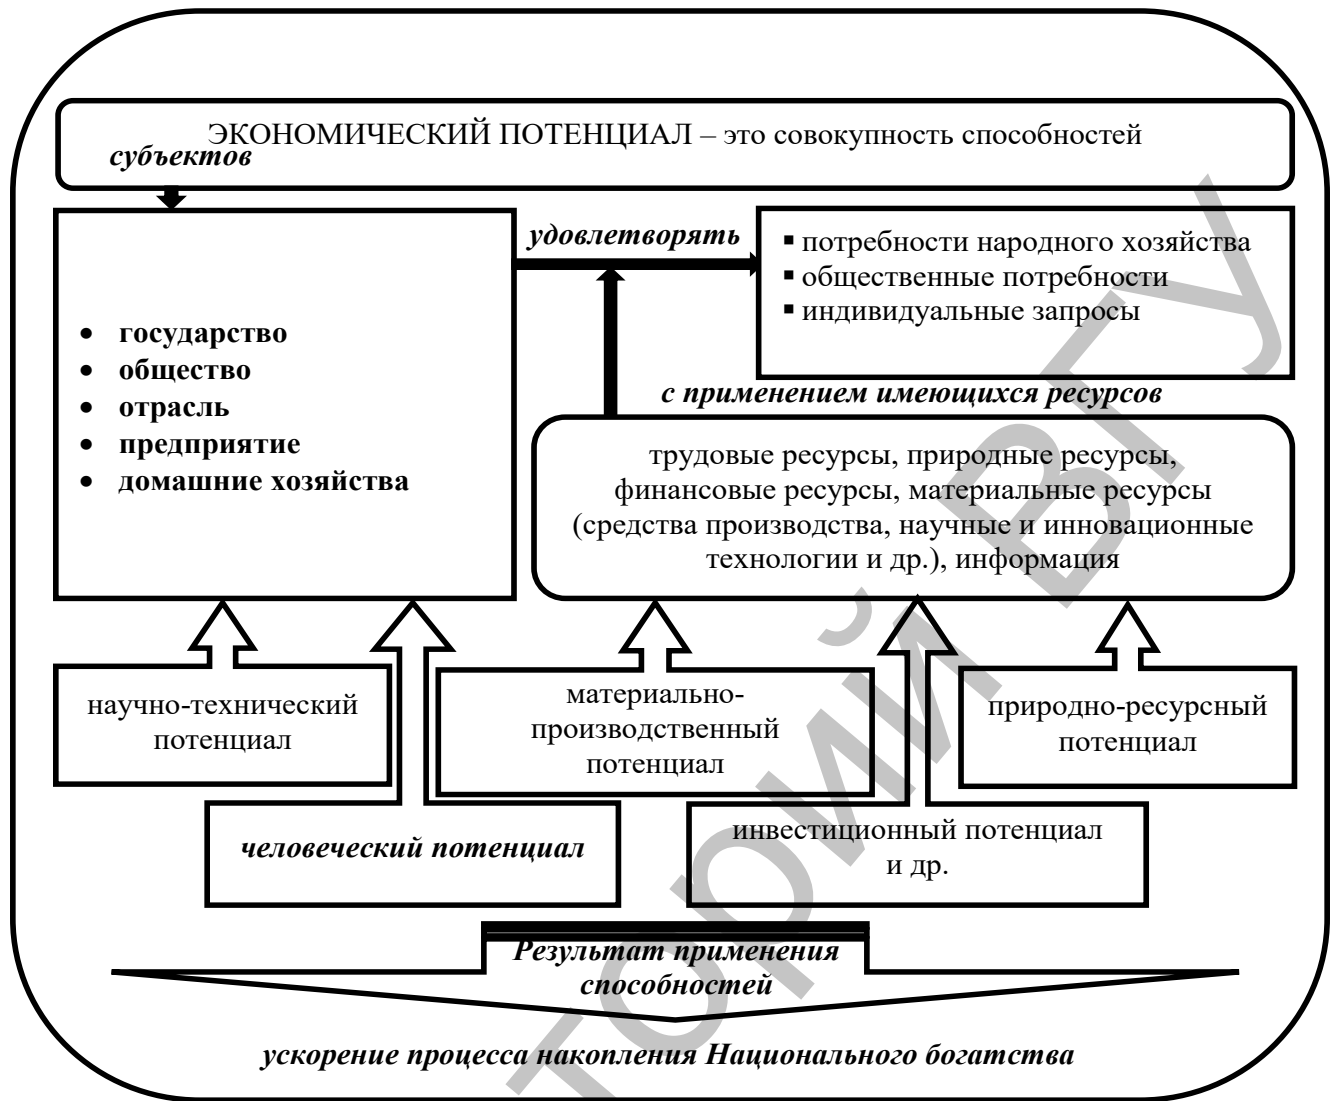 ЭКОНОМИЧЕСКИЙ ПОТЕНЦИАЛ – это совокупность способностей
субъектов
• государство
• общество
• отрасль
• предприятие
• домашние хозяйства
удовлетворять
▪ потребности народного хозяйства
▪ общественные потребности
▪ индивидуальные запросы
с применением имеющихся ресурсов
трудовые ресурсы, природные ресурсы,
финансовые ресурсы, материальные ресурсы
(средства производства, научные и инновационные
технологии и др.), информация
научно-технический
потенциал
материально-
производственный
потенциал
природно-ресурсный
потенциал
человеческий потенциал
инвестиционный потенциал
и др.
Результат применения
способностей
ускорение процесса накопления Национального богатства
торий ВГУ